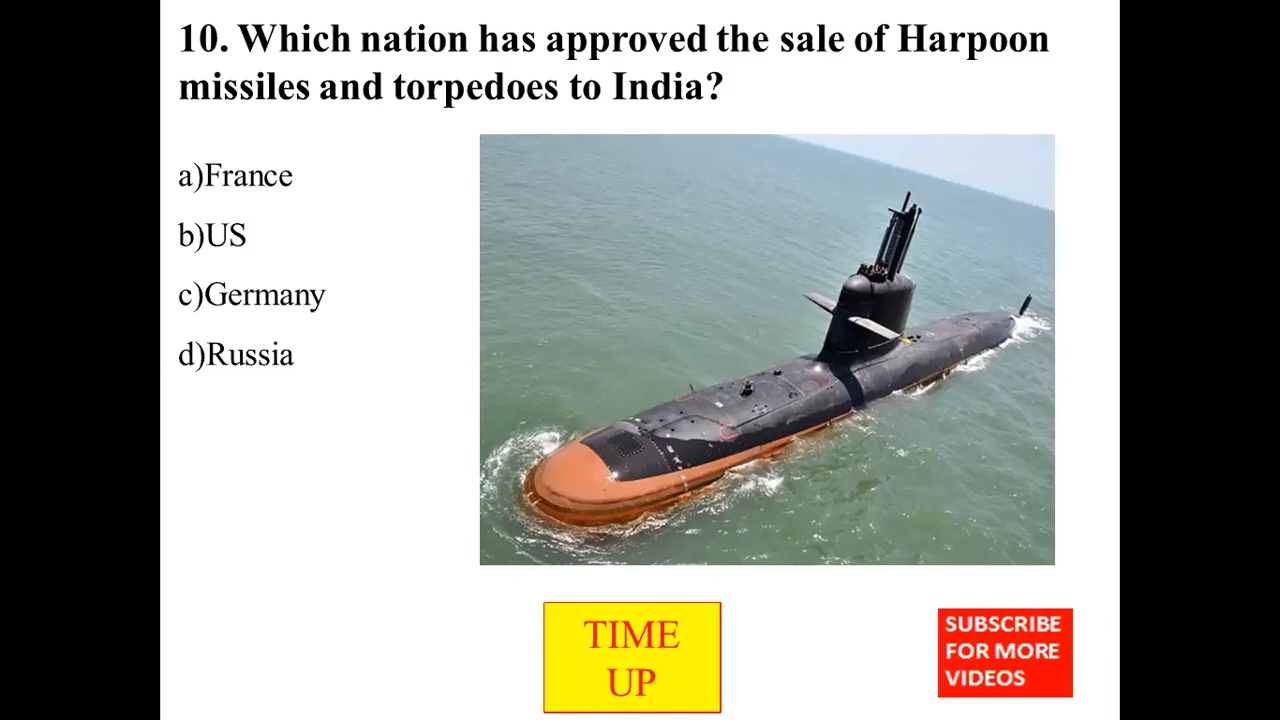 10. Which nation has approved the sale of Harpoon
missiles and torpedoes to India?
a)France
b)US
c)Germany
d)Russia
TIME
UP
SUBSCRIBE
FOR MORE
VIDEOS